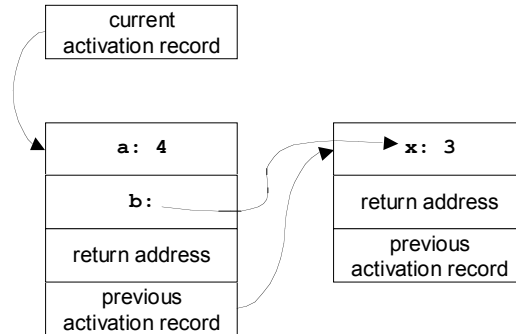 current
activation record
a: 4
b:
return address
previous
activation record
x: 3
return address
previous
activation record